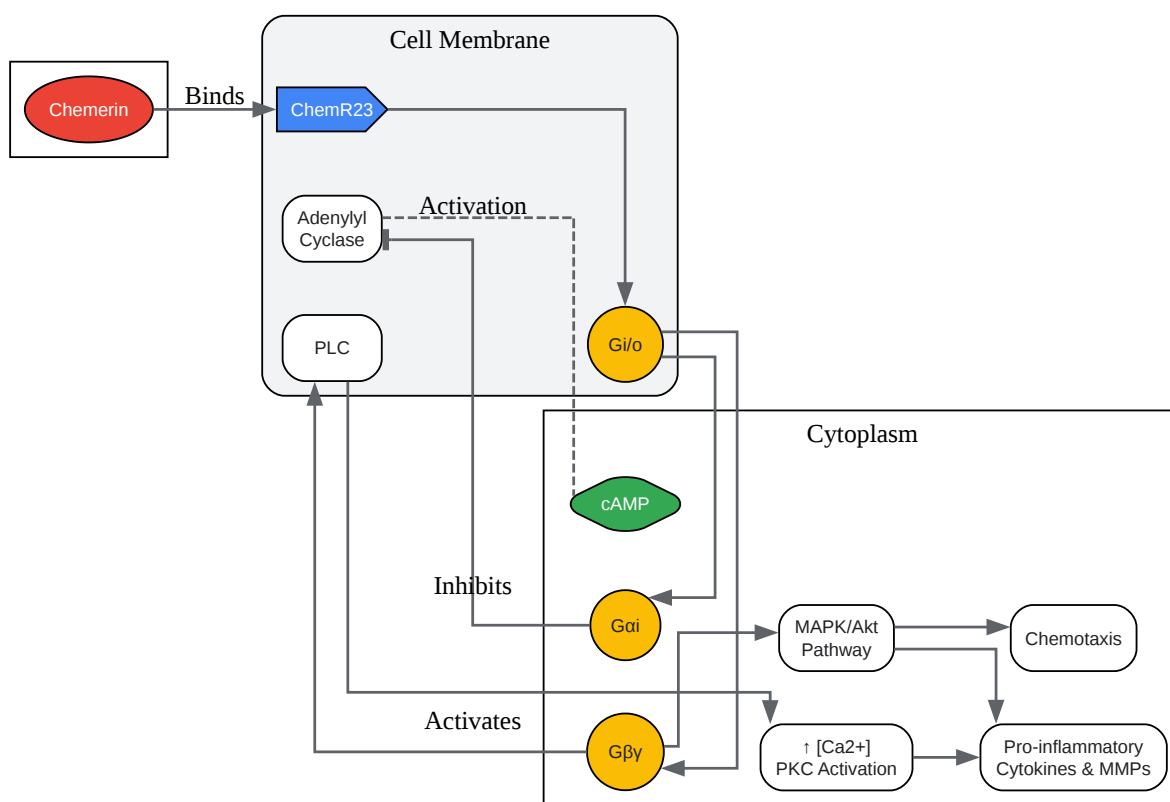 Cell Membrane
Chemerin
Binds
ChemR23
Adenylyl
Cyclase
Activation
PLC
Gi/o
Cytoplasm
cAMP
Inhibits
Gαi
MAPK/Akt
Pathway
Chemotaxis
Activates
Gβγ
↑ [Ca2+]
PKC Activation
Pro-inflammatory
Cytokines & MMPs